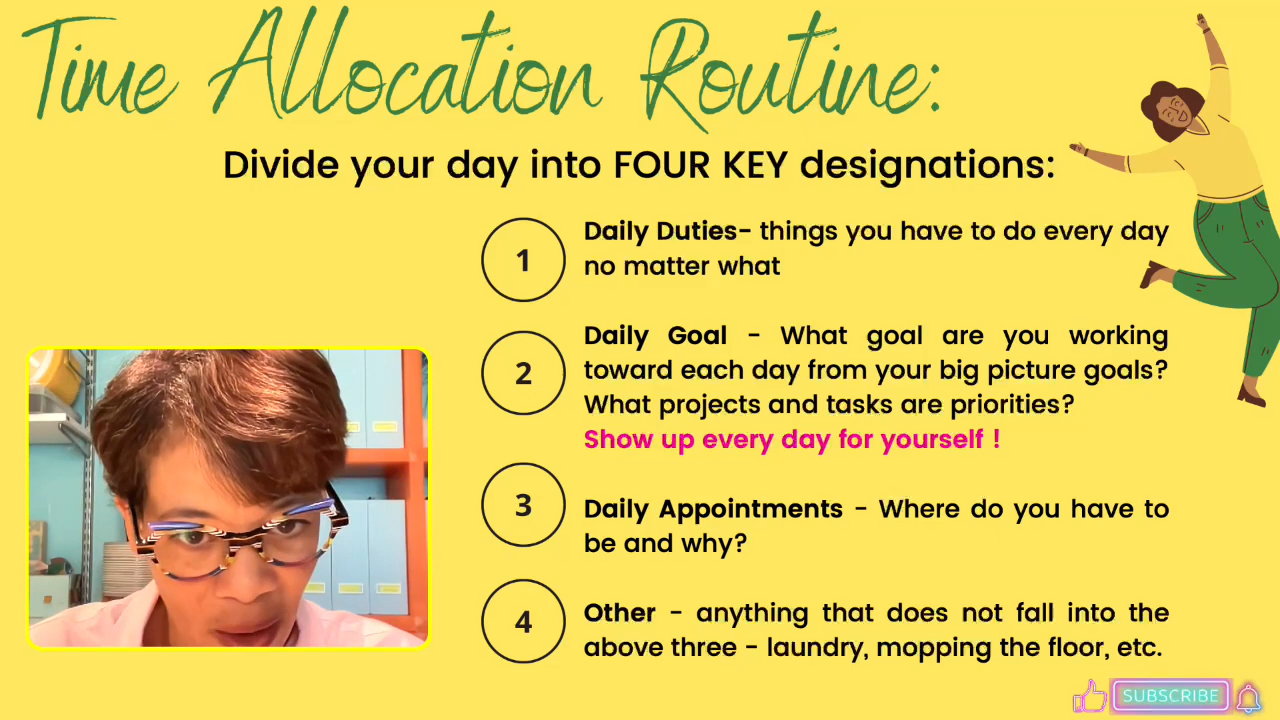 Time Allocation Routine:
Divide your day into FOUR KEY designations:
1
Daily Duties- things you have to do every day
no matter what
2
Daily Goal - What goal are you working
toward each day from your big picture goals?
What projects and tasks are priorities?
Show up every day for yourself !
3
Daily Appointments - Where do you have to
be and why?
4
Other - anything that does not fall into the
above three - laundry, mopping the floor, etc.
SUBSCRIBE